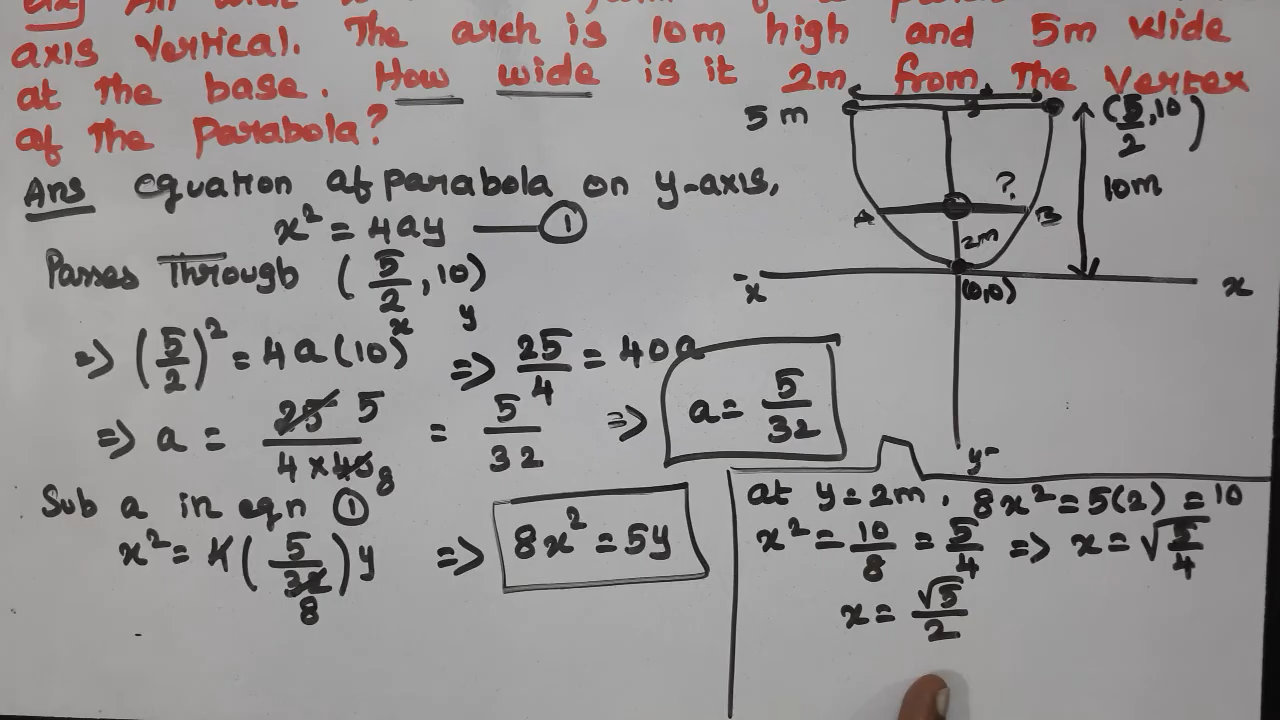 axis vertical. The arch is 10m high and 5m wide
at the base. How wide is it 2m from the vertex
of the Parabola?
5 m
(5/2, 10)
10m
?
A
B
2m
(0,0)
-x
x
y-
Ans equation of parabola on y-axis,
x² = 4ay — ①
Passes Through (5/2, 10)
x y
=> (5/2)² = 4a(10) => 25/4 = 40a
=> a = 25 5 / 4×40 8 = 5/32 => a = 5/32
Sub a in eqn ①
x² = 4(5/32 8)y => 8x² = 5y
at y = 2m, 8x² = 5(2) = 10
x² = 10/8 = 5/4 => x = √5/4
x = √5/2